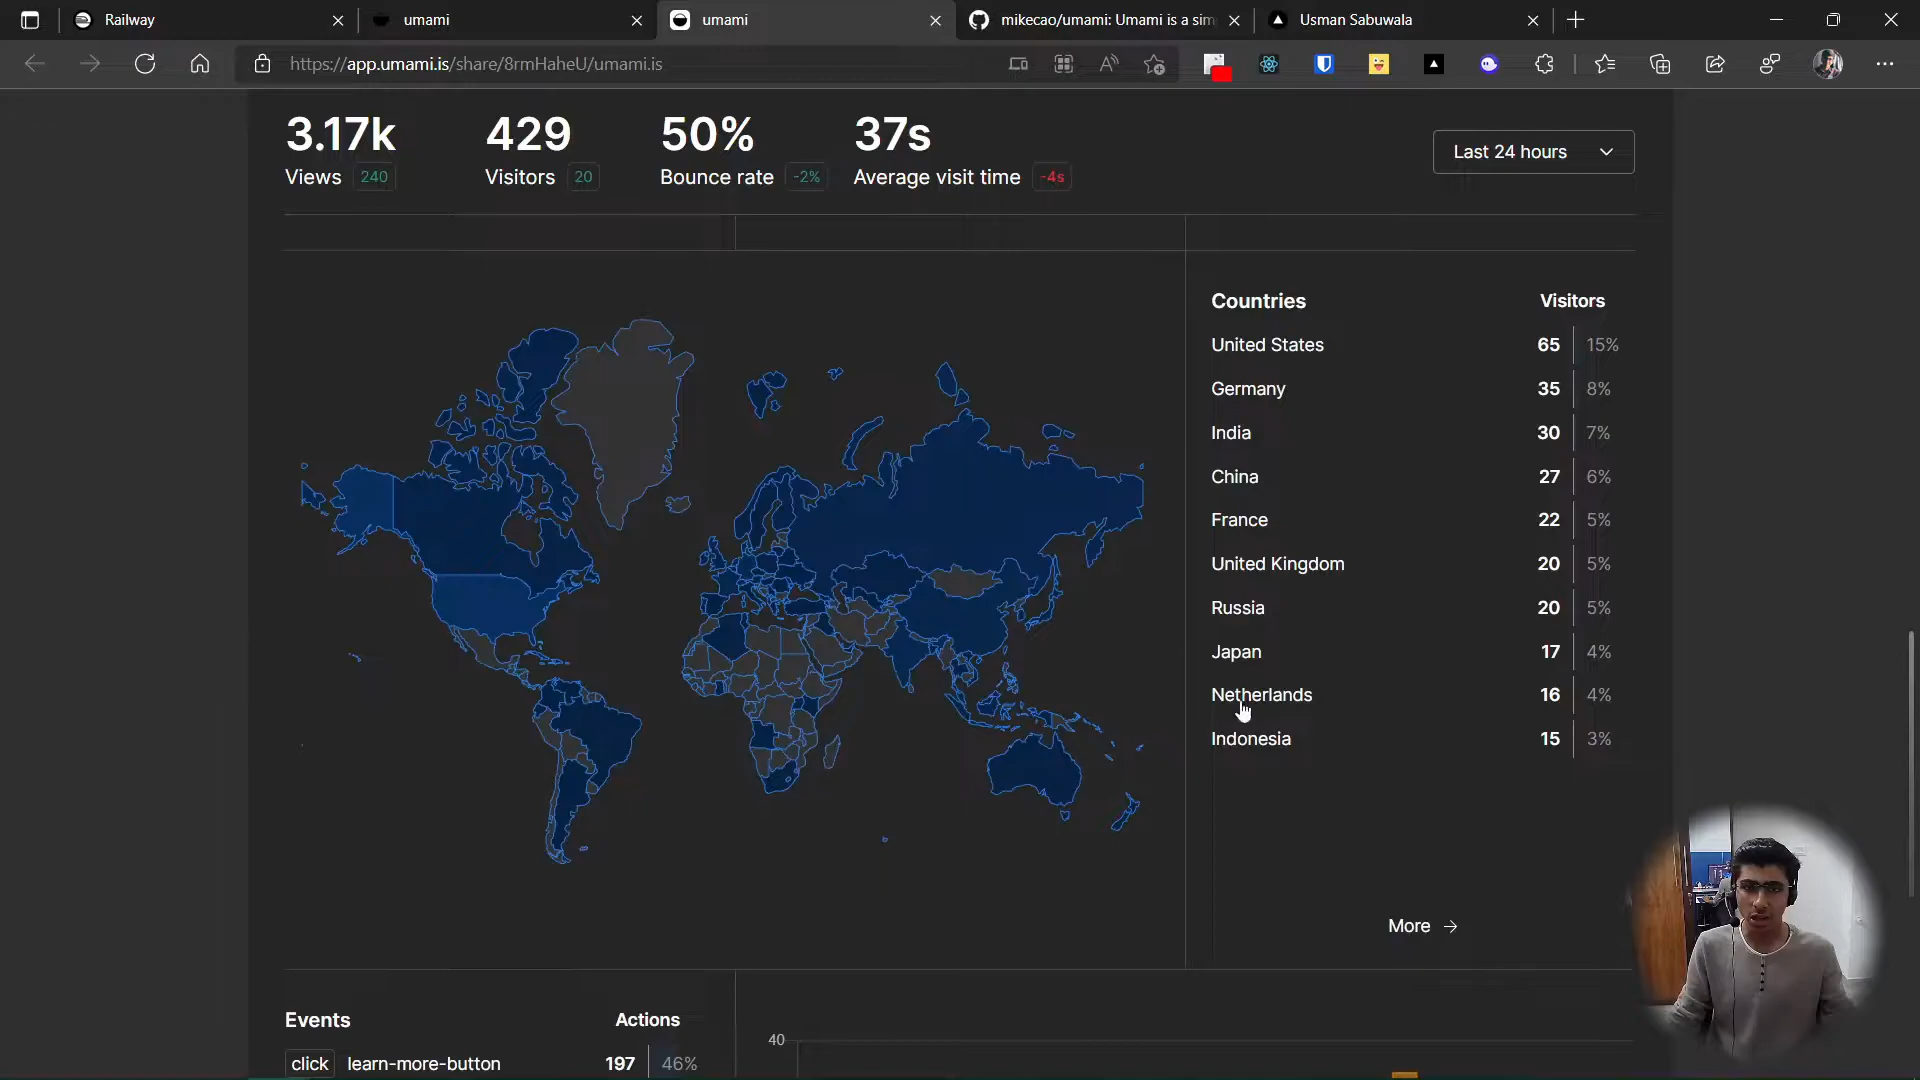 Railway
umami
umami
mikecao/umami: Umami is a sim
Usman Sabuwala
https://app.umami.is/share/8rmHaheU/umami.is
3.17k
429
50%
37s
Views 240
Visitors 20
Bounce rate -2%
Average visit time -4s
Last 24 hours
Countries Visitors
United States 65 15%
Germany 35 8%
India 30 7%
China 27 6%
France 22 5%
United Kingdom 20 5%
Russia 20 5%
Japan 17 4%
Netherlands 16 4%
Indonesia 15 3%
More
Events Actions
click learn-more-button 197 46%
40